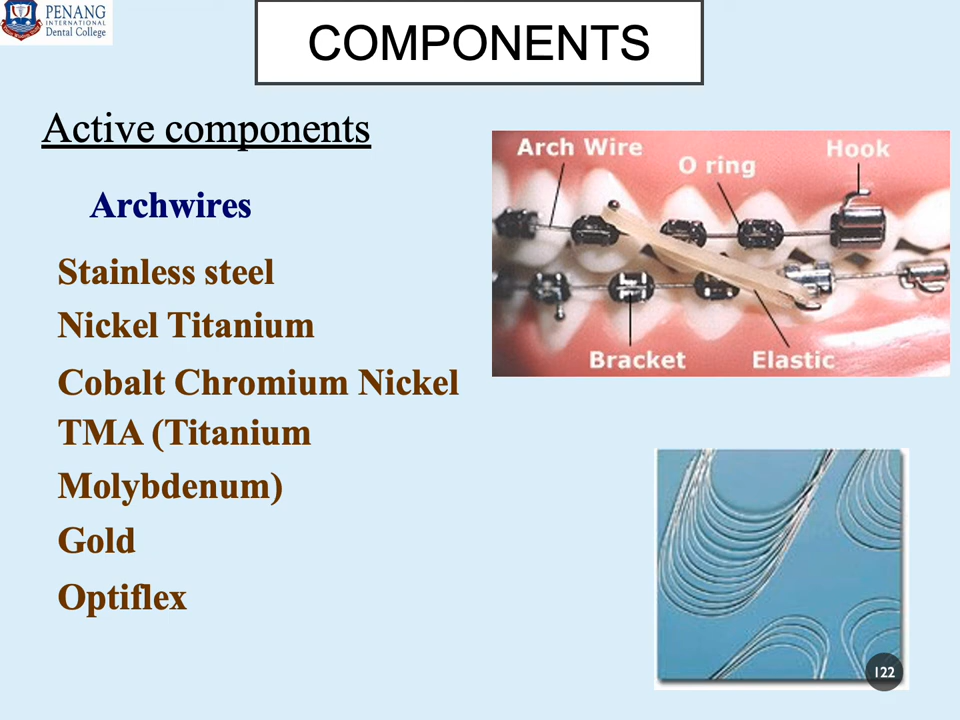 PENANG
INTERNATIONAL
Dental College
COMPONENTS
Active components
Archwires
Stainless steel
Nickel Titanium
Cobalt Chromium Nickel
TMA (Titanium
Molybdenum)
Gold
Optiflex
Arch Wire
O ring
Hook
Bracket
Elastic
122